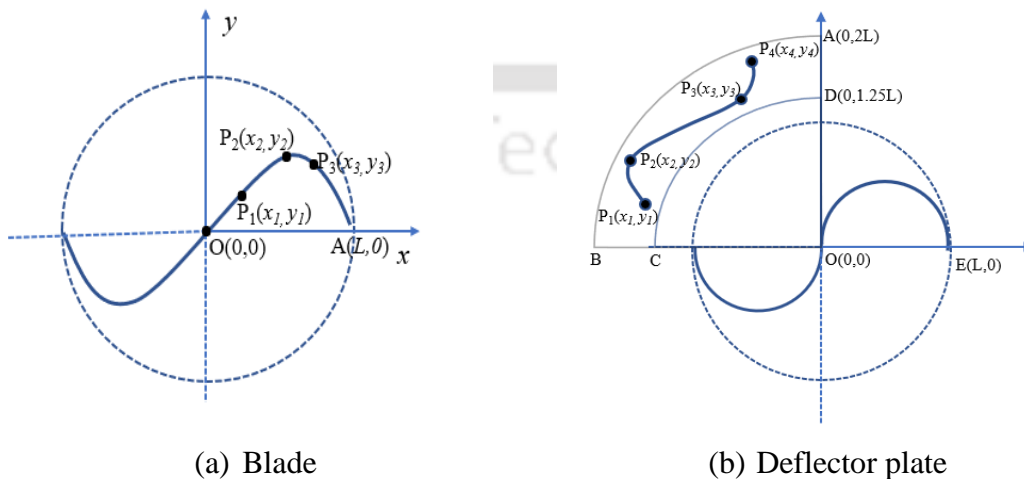 y
P₂(x₂, y₂)
P₃(x₃, y₃)
P₁(x₁, y₁)
O(0,0)
A(L,0)
x
(a) Blade
A(0,2L)
P₄(x₄, y₄)
P₃(x₃, y₃)
D(0,1.25L)
P₂(x₂, y₂)
P₁(x₁, y₁)
B
C
O(0,0)
E(L,0)
(b) Deflector plate